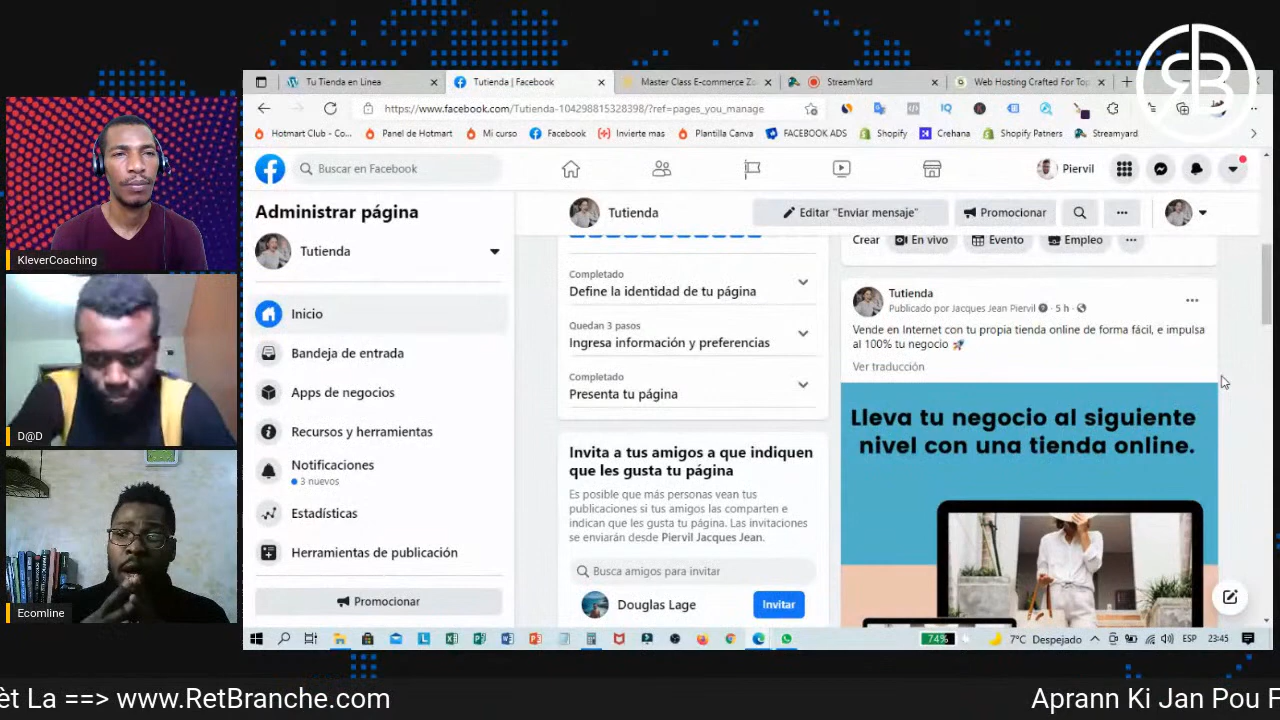 Tu Tienda en Linea
Tutienda | Facebook
Master Class E-commerce Zo
StreamYard
Web Hosting Crafted For To
https://www.facebook.com/Tutienda-104298815328398/?ref=pages_you_manage
Hotmart Club - Co...
Panel de Hotmart
Mi curso
Facebook
Invierte mas
Plantilla Canva
FACEBOOK ADS
Shopify
Crehana
Shopify Patners
Streamyard
Buscar en Facebook
Piervil
Administrar página
Tutienda
Inicio
Bandeja de entrada
Apps de negocios
Recursos y herramientas
Notificaciones
3 nuevos
Estadísticas
Herramientas de publicación
Promocionar
Tutienda
Editar "Enviar mensaje"
Promocionar
Completado
Define la identidad de tu página
Quedan 3 pasos
Ingresa información y preferencias
Completado
Presenta tu página
Invita a tus amigos a que indiquen
que les gusta tu página
Es posible que más personas vean tus
publicaciones si tus amigos las comparten e
indican que les gusta tu página. Las invitaciones
se enviarán desde Piervil Jacques Jean.
Busca amigos para invitar
Douglas Lage
Invitar
Crear
En vivo
Evento
Empleo
Tutienda
Publicado por Jacques Jean Piervil · 5 h ·
Vende en Internet con tu propia tienda online de forma fácil, e impulsa
al 100% tu negocio 🚀
Ver traducción
Lleva tu negocio al siguiente
nivel con una tienda online.
74%
7°C Despejado
ESP
23:45
KleverCoaching
D@D
Ecomline
èt La ==> www.RetBranche.com
Aprann Ki Jan Pou F